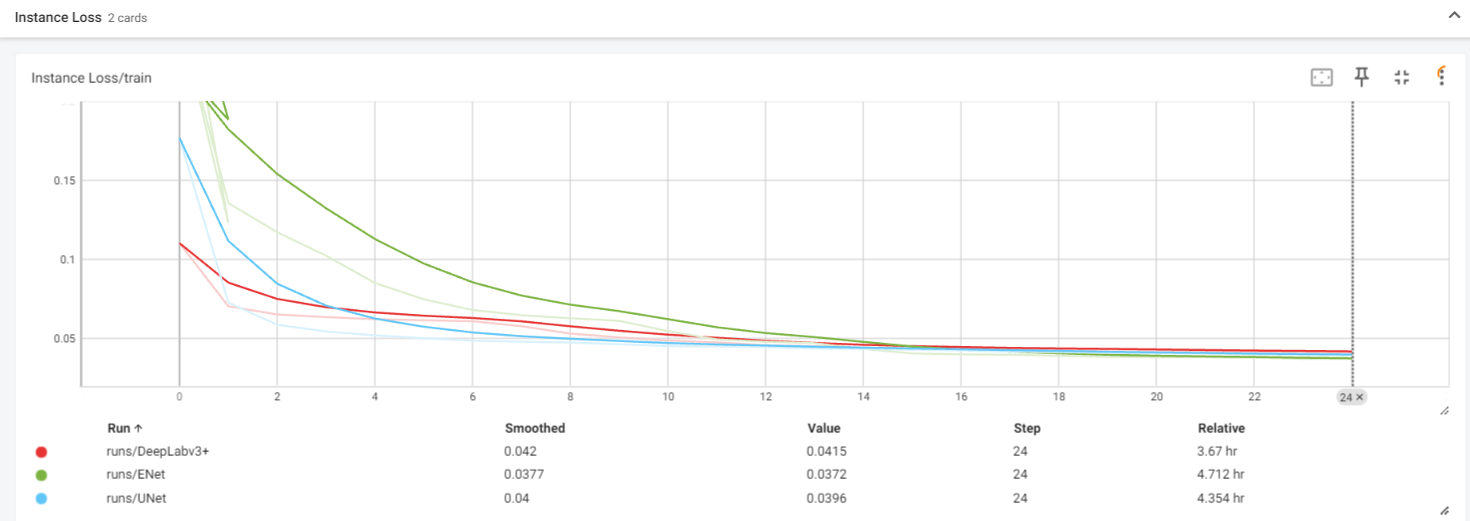 Instance Loss 2 cards
Instance Loss/train
0.15
0.1
0.05
0 2 4 6 8 10 12 14 16 18 20 22 24 ×
Run ↑ Smoothed Value Step Relative
runs/DeepLabv3+ 0.042 0.0415 24 3.67 hr
runs/ENet 0.0377 0.0372 24 4.712 hr
runs/UNet 0.04 0.0396 24 4.354 hr